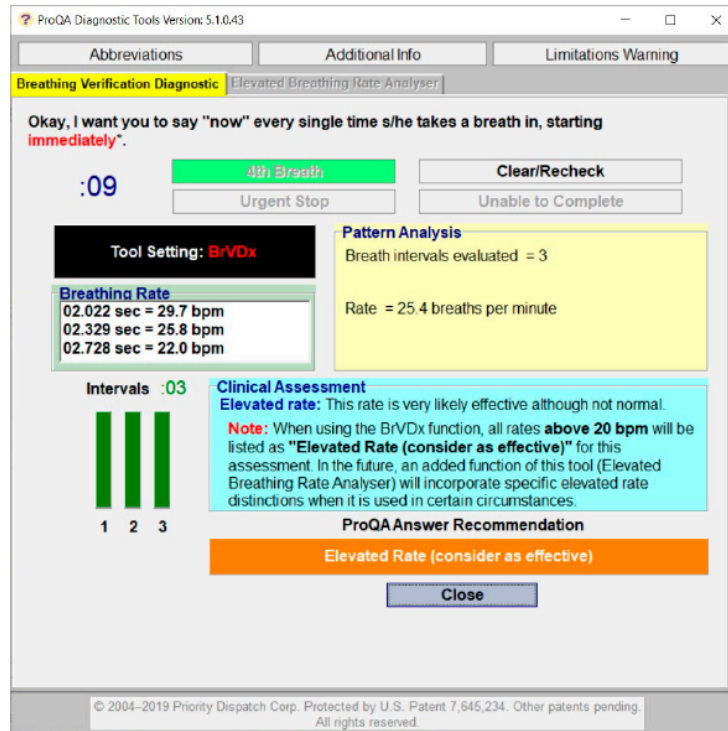 ProQA Diagnostic Tools Version: 5.1.0.43
Abbreviations
Additional Info
Limitations Warning
Breathing Verification Diagnostic
Elevated Breathing Rate Analyser
Okay, I want you to say "now" every single time s/he takes a breath in, starting
immediately*.
:09
4th Breath
Clear/Recheck
Urgent Stop
Unable to Complete
Tool Setting: BrVDx
Pattern Analysis
Breath intervals evaluated = 3
Rate = 25.4 breaths per minute
Breathing Rate
02.022 sec = 29.7 bpm
02.329 sec = 25.8 bpm
02.728 sec = 22.0 bpm
Intervals :03
1 2 3
Clinical Assessment
Elevated rate: This rate is very likely effective although not normal.
Note: When using the BrVDx function, all rates above 20 bpm will be
listed as "Elevated Rate (consider as effective)" for this
assessment. In the future, an added function of this tool (Elevated
Breathing Rate Analyser) will incorporate specific elevated rate
distinctions when it is used in certain circumstances.
ProQA Answer Recommendation
Elevated Rate (consider as effective)
Close
© 2004–2019 Priority Dispatch Corp. Protected by U.S. Patent 7,645,234. Other patents pending.
All rights reserved.